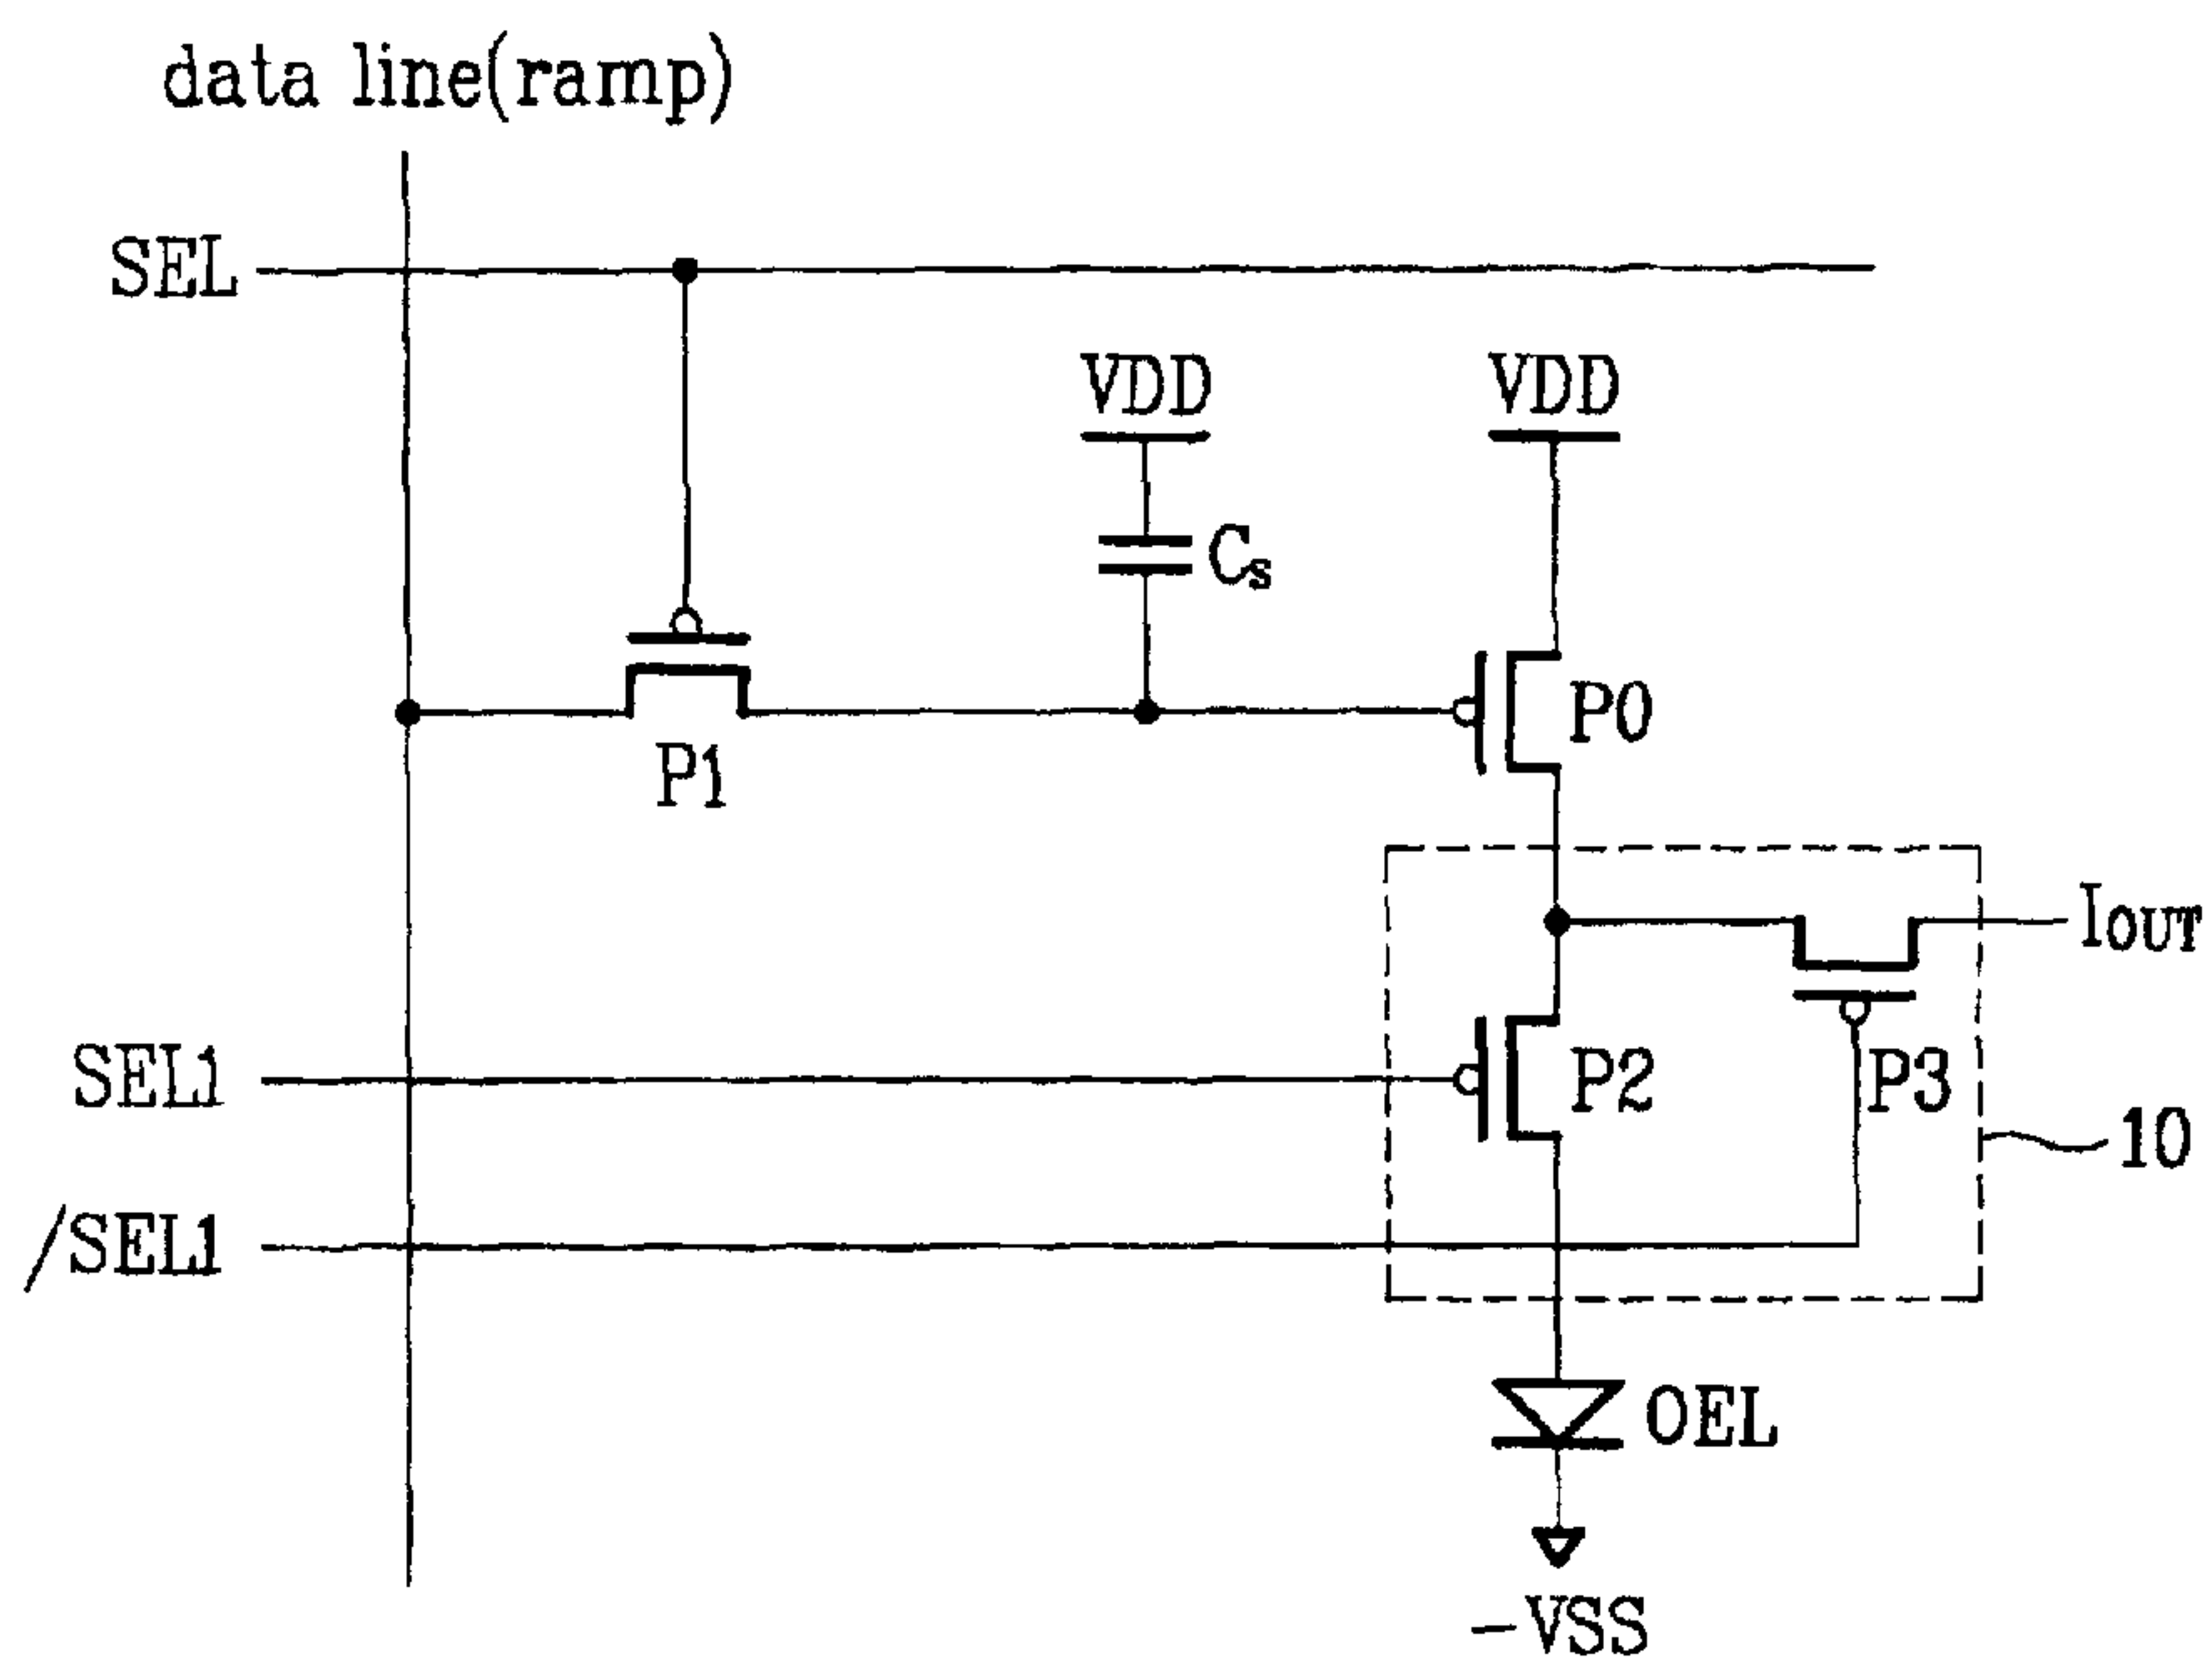 data line(ramp)
SEL
VDD
VDD
Cs
P0
P1
IOUT
SEL1
P2
P3
10
/SEL1
OEL
-VSS